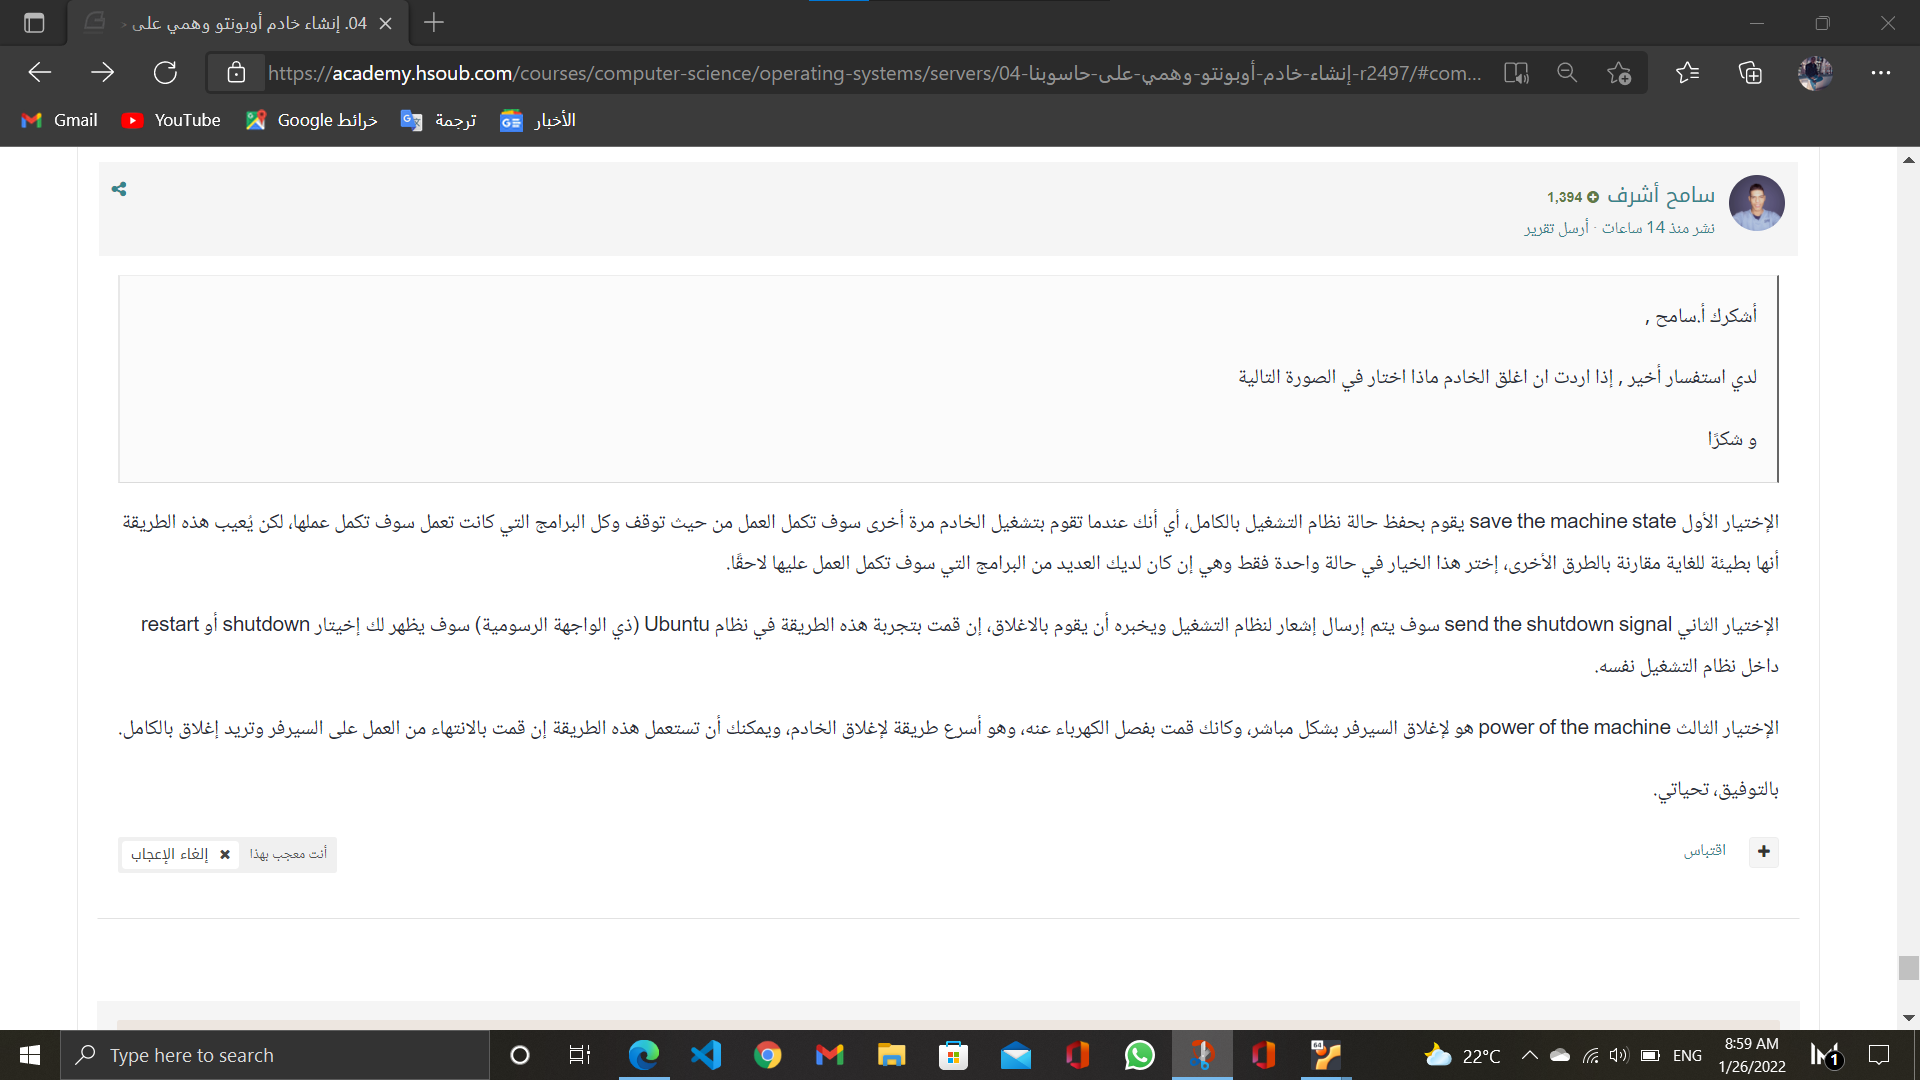 04. إنشاء خادم أوبونتو وهمي على
https://academy.hsoub.com/courses/computer-science/operating-systems/servers/04-إنشاء-خادم-أوبونتو-وهمي-على-حاسوبنا-r2497/#com...
Gmail YouTube خرائط Google ترجمة الأخبار
سامح أشرف 1,394
نشر منذ 14 ساعات · أرسل تقرير
أشكرك أ.سامح ,
لدي استفسار أخير , إذا اردت ان اغلق الخادم ماذا اختار في الصورة التالية
و شكرًا
الإختيار الأول save the machine state يقوم بحفظ حالة نظام التشغيل بالكامل، أي أنك عندما تقوم بتشغيل الخادم مرة أخرى سوف تكمل العمل من حيث توقف وكل البرامج التي كانت تعمل سوف تكمل عملها، لكن يُعيب هذه الطريقة
أنها بطيئة للغاية مقارنة بالطرق الأخرى، إختر هذا الخيار في حالة واحدة فقط وهي إن كان لديك العديد من البرامج التي سوف تكمل العمل عليها لاحقًا.
الإختيار الثاني send the shutdown signal سوف يتم إرسال إشعار لنظام التشغيل ويخبره أن يقوم بالاغلاق، إن قمت بتجربة هذه الطريقة في نظام Ubuntu (ذي الواجهة الرسومية) سوف يظهر لك إخيتار shutdown أو restart
داخل نظام التشغيل نفسه.
الإختيار الثالث power of the machine هو لإغلاق السيرفر بشكل مباشر، وكانك قمت بفصل الكهرباء عنه، وهو أسرع طريقة لإغلاق الخادم، ويمكنك أن تستعمل هذه الطريقة إن قمت بالانتهاء من العمل على السيرفر وتريد إغلاق بالكامل.
بالتوفيق، تحياتي.
اقتباس
أنت معجب بهذا
إلغاء الإعجاب
Type here to search
64
22°C
ENG
8:59 AM
1/26/2022
1